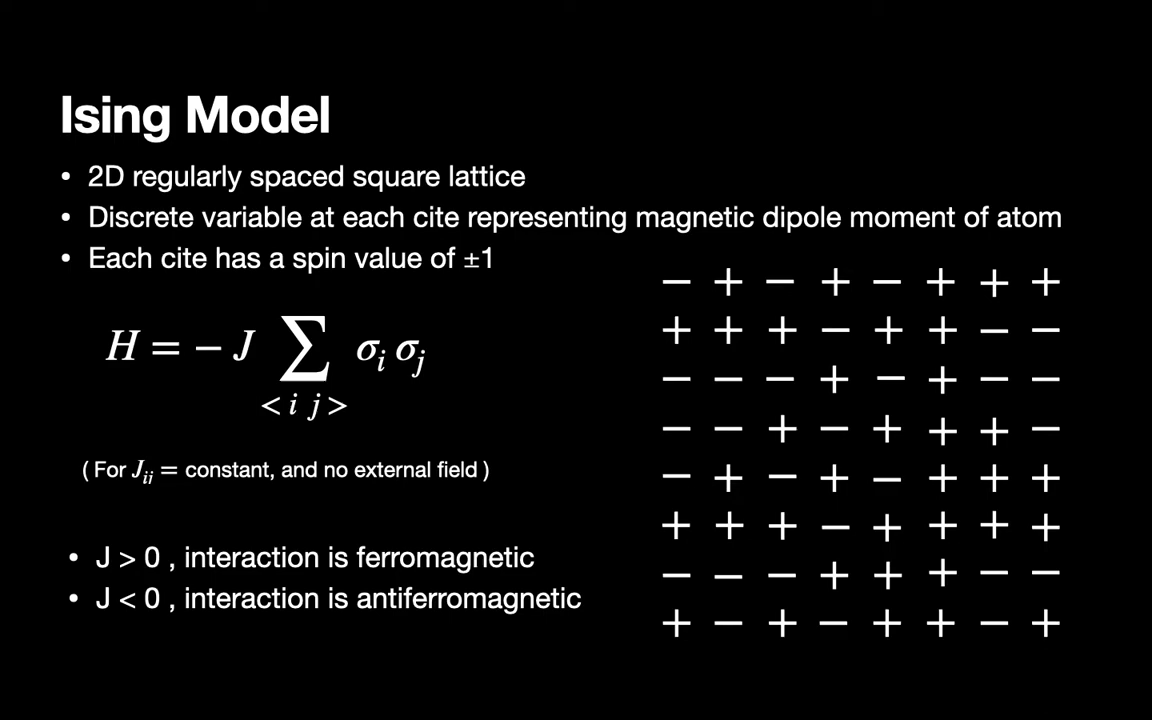 Ising Model
• 2D regularly spaced square lattice
• Discrete variable at each cite representing magnetic dipole moment of atom
• Each cite has a spin value of ±1
H = − J ∑ σᵢ σⱼ
< i j >
( For Jᵢᵢ = constant, and no external field )
• J > 0 , interaction is ferromagnetic
• J < 0 , interaction is antiferromagnetic
− + − + − + + +
+ + + − + + − −
− − − + − + − −
− − + − + + + −
− + − + − + + +
+ + + − + + + +
− − − + + + − −
+ − + − + + − +